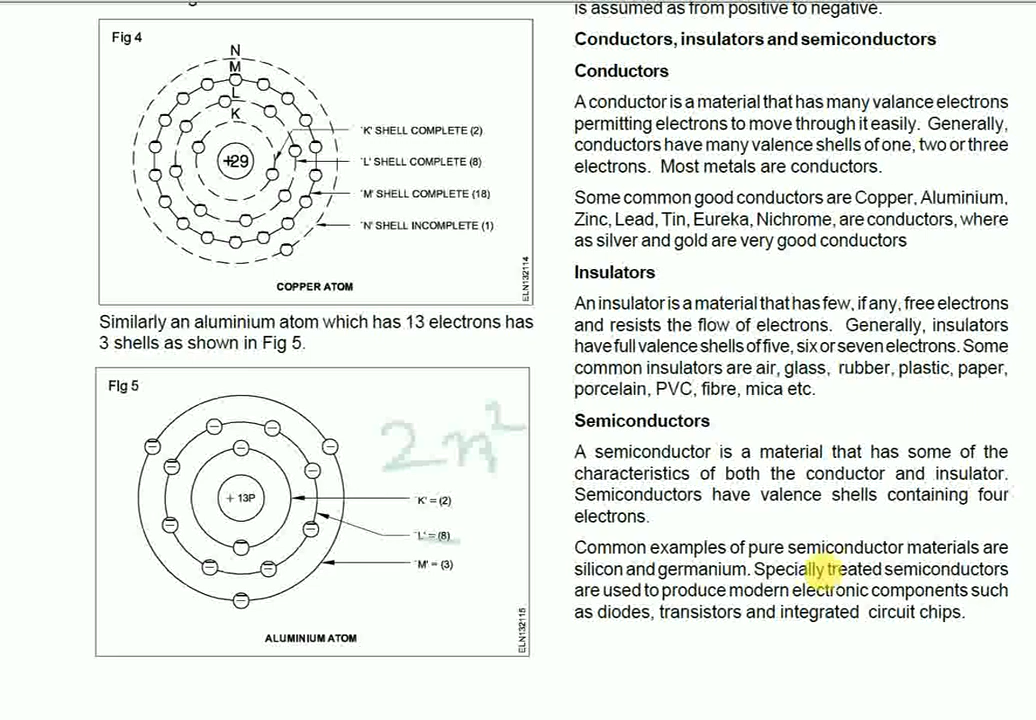 Fig 4
N
M
L
K
+29
'K' SHELL COMPLETE (2)
'L' SHELL COMPLETE (8)
'M' SHELL COMPLETE (18)
'N' SHELL INCOMPLETE (1)
COPPER ATOM
ELN132114
Similarly an aluminium atom which has 13 electrons has
3 shells as shown in Fig 5.
FIg 5
2n²
+ 13P
'K' = (2)
'L' = (8)
'M' = (3)
ALUMINIUM ATOM
ELN132115
is assumed as from positive to negative.
Conductors, insulators and semiconductors
Conductors
A conductor is a material that has many valance electrons
permitting electrons to move through it easily. Generally,
conductors have many valence shells of one, two or three
electrons. Most metals are conductors.
Some common good conductors are Copper, Aluminium,
Zinc, Lead, Tin, Eureka, Nichrome, are conductors, where
as silver and gold are very good conductors
Insulators
An insulator is a material that has few, if any, free electrons
and resists the flow of electrons. Generally, insulators
have full valence shells of five, six or seven electrons. Some
common insulators are air, glass, rubber, plastic, paper,
porcelain, PVC, fibre, mica etc.
Semiconductors
A semiconductor is a material that has some of the
characteristics of both the conductor and insulator.
Semiconductors have valence shells containing four
electrons.
Common examples of pure semiconductor materials are
silicon and germanium. Specially treated semiconductors
are used to produce modern electronic components such
as diodes, transistors and integrated circuit chips.